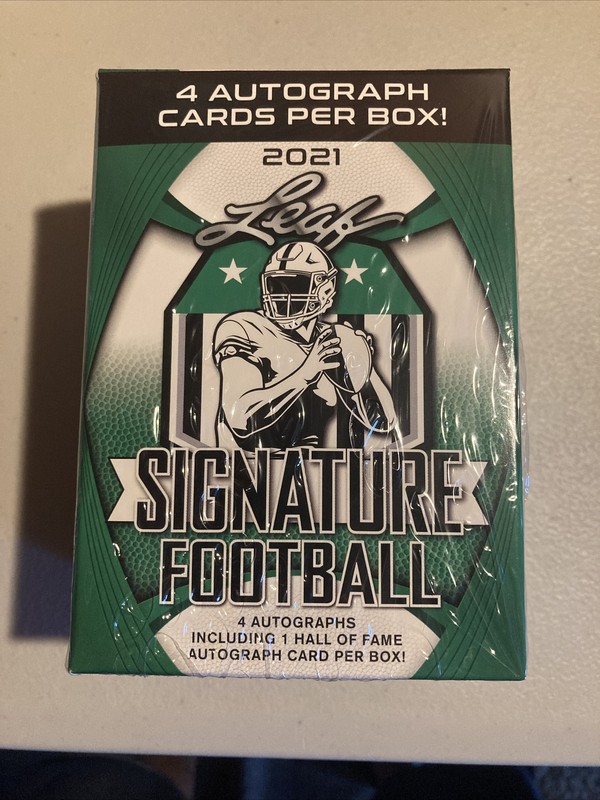 4 AUTOGRAPH
CARDS PER BOX!
2021
Leaf
SIGNATURE
FOOTBALL
4 AUTOGRAPHS
INCLUDING 1 HALL OF FAME
AUTOGRAPH CARD PER BOX!